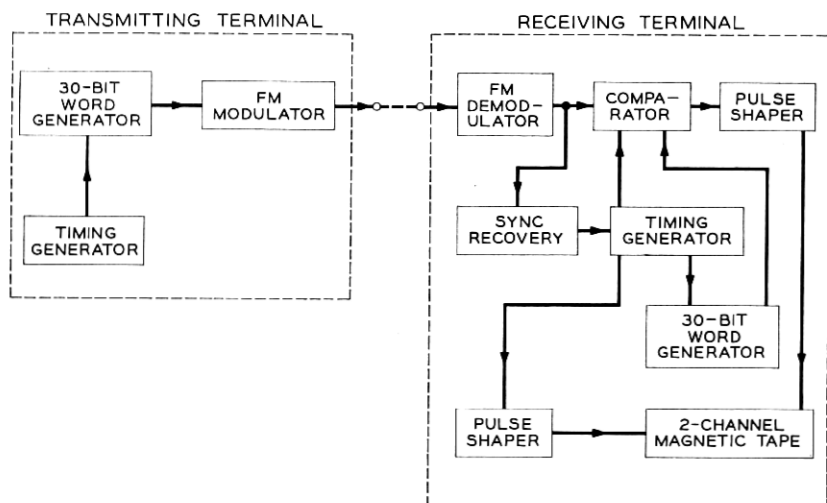 TRANSMITTING TERMINAL
30-BIT
WORD
GENERATOR
FM
MODULATOR
TIMING
GENERATOR
RECEIVING TERMINAL
FM
DEMOD-
ULATOR
COMPA-
RATOR
PULSE
SHAPER
SYNC
RECOVERY
TIMING
GENERATOR
30-BIT
WORD
GENERATOR
PULSE
SHAPER
2-CHANNEL
MAGNETIC TAPE